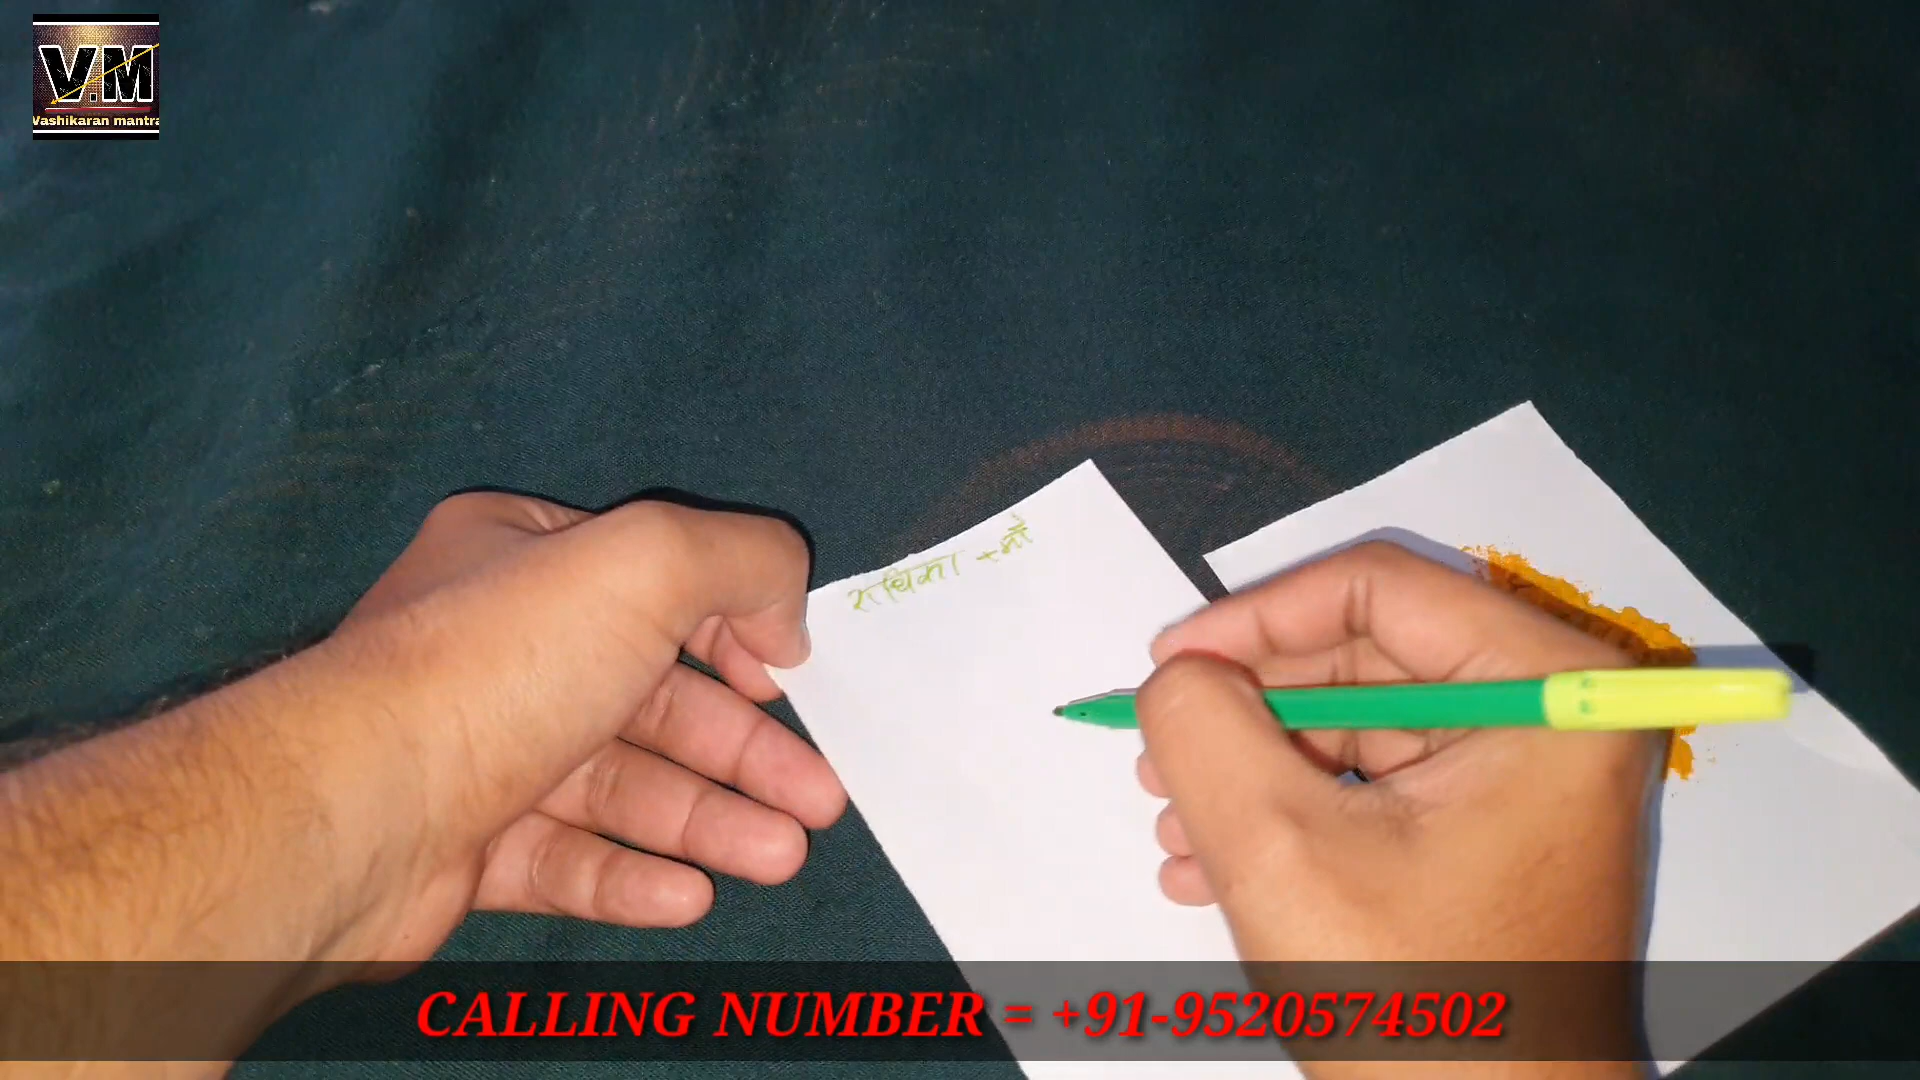 V.M
Vashikaran mantra
राधिका + मो
CALLING NUMBER = +91-9520574502